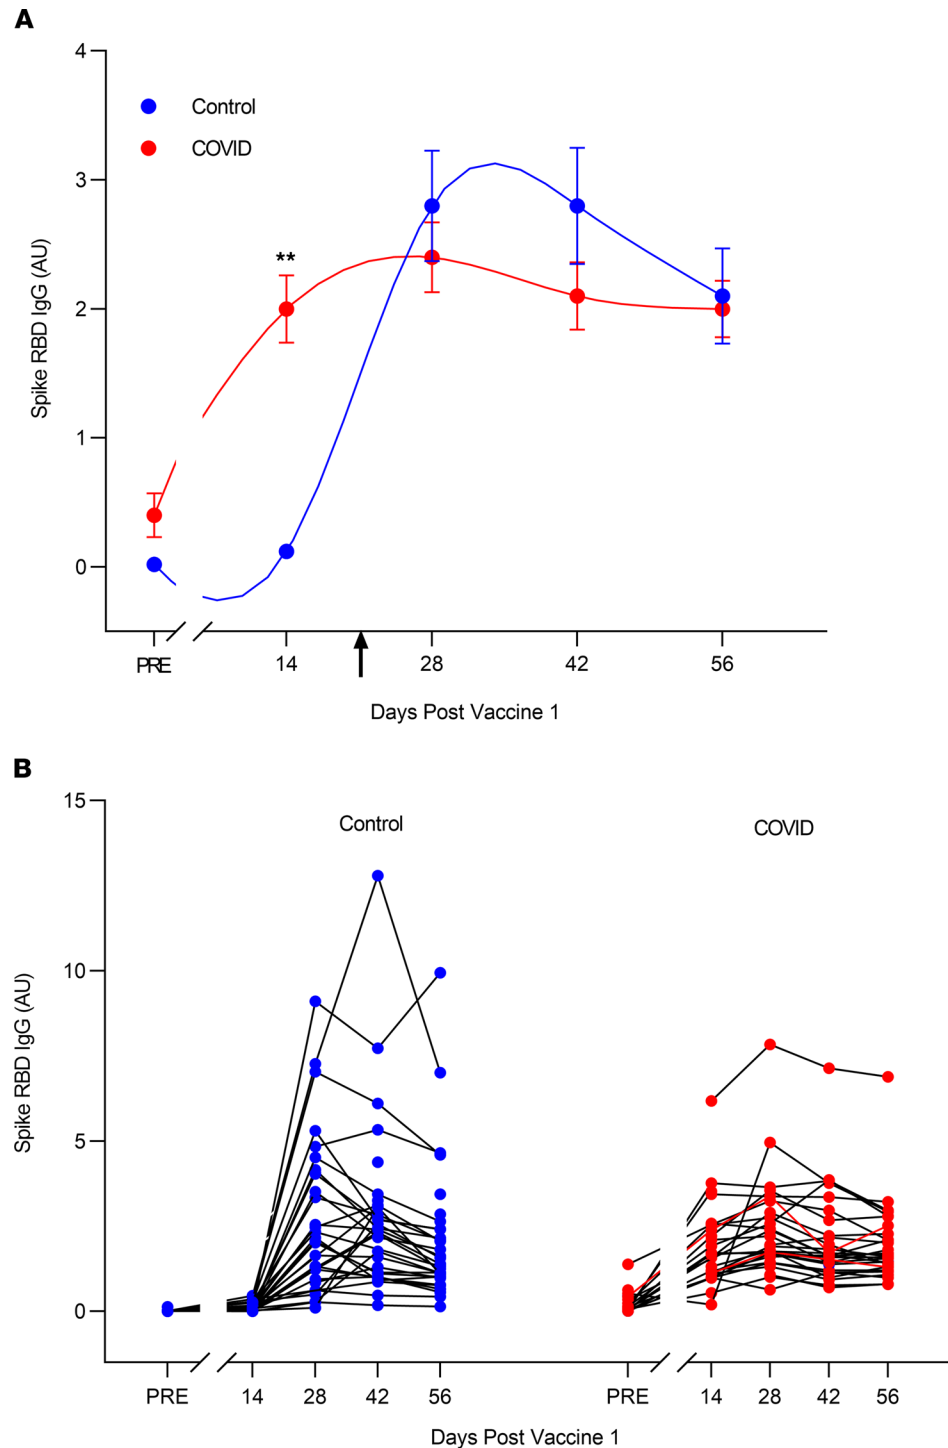 A
4
3
2
1
0
Spike RBD IgG (AU)
Control
COVID
**
PRE 14 28 42 56
Days Post Vaccine 1
B
15
10
5
0
Spike RBD IgG (AU)
Control COVID
PRE 14 28 42 56 PRE 14 28 42 56
Days Post Vaccine 1